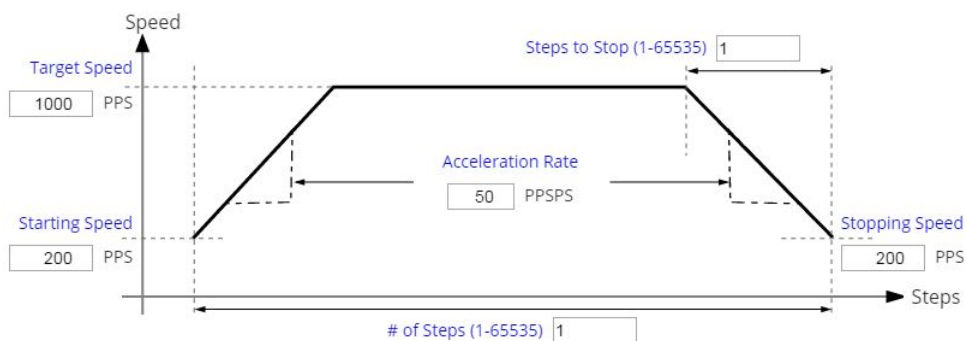 Speed
Steps to Stop (1-65535) 1
Target Speed
1000 PPS
Acceleration Rate
50 PPSPS
Starting Speed
200 PPS
Stopping Speed
200 PPS
Steps
# of Steps (1-65535) 1